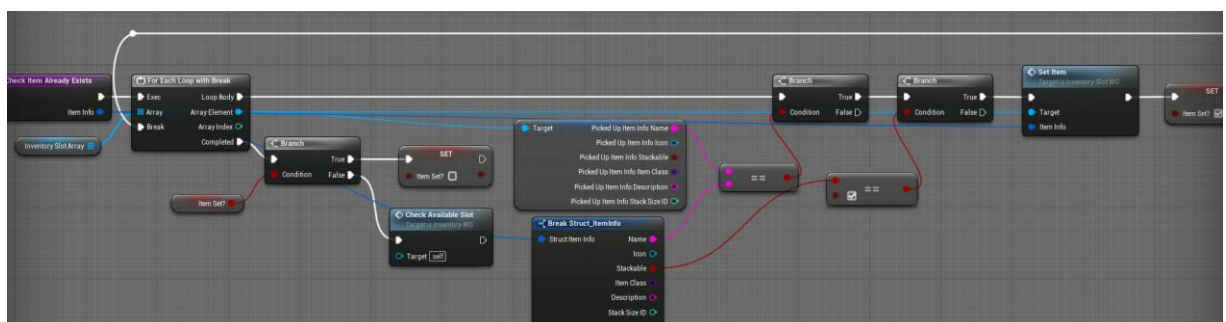 Check Item Already Exists
Item Info
Inventory Slot Array
For Each Loop with Break
Exec
Loop Body
Array
Array Element
Break
Array Index
Completed
Branch
True
Condition
False
Item Set?
SET
Item Set?
Check Available Slot
Target is Inventory WG
Target self
Target
Picked Up Item Info Name
Picked Up Item Info Icon
Picked Up Item Info Stackable
Picked Up Item Info Item Class
Picked Up Item Info Description
Picked Up Item Info Stack Size ID
Break Struct_ItemInfo
Struct Item Info
Name
Icon
Stackable
Item Class
Description
Stack Size ID
==
==
Branch
True
Condition
False
Branch
True
Condition
False
Set Item
Target is Inventory Slot WG
Target
Item Info
SET
Item Set?